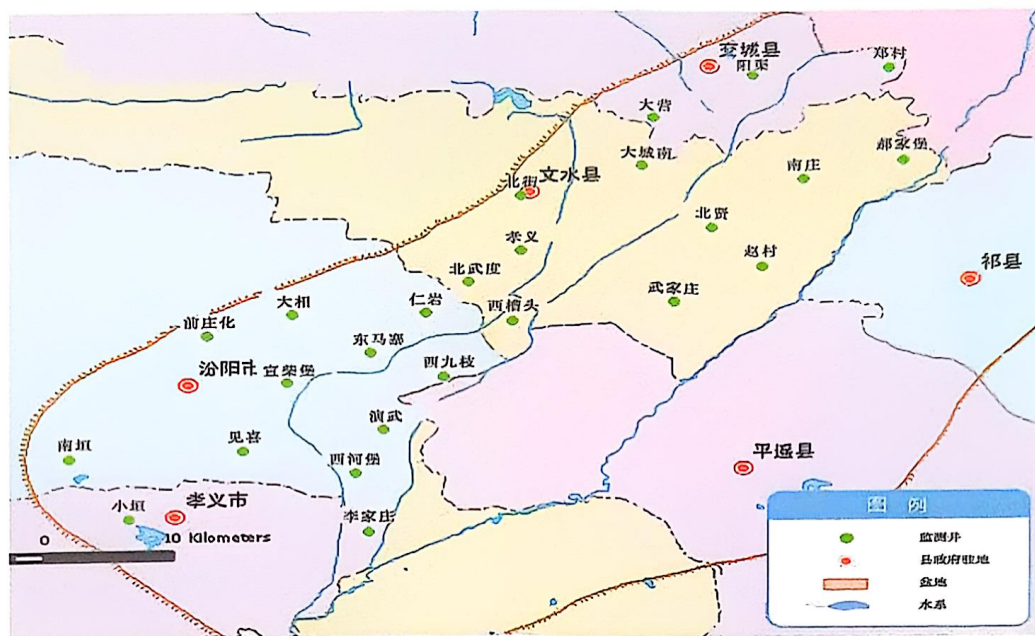 交城县
郑村
阳渠
大营
郝家堡
大城南
南庄
北街
文水县
北贤
孝义
赵村
祁县
北武度
武家庄
大相
仁岩
西槽头
前庄化
东马寨
西九枝
汾阳市
宣柴堡
演武
见喜
南垣
西河堡
平遥县
孝义市
小垣
李家庄
0
10 Kilometers
图 例
监测井
县政府驻地
盆地
水系